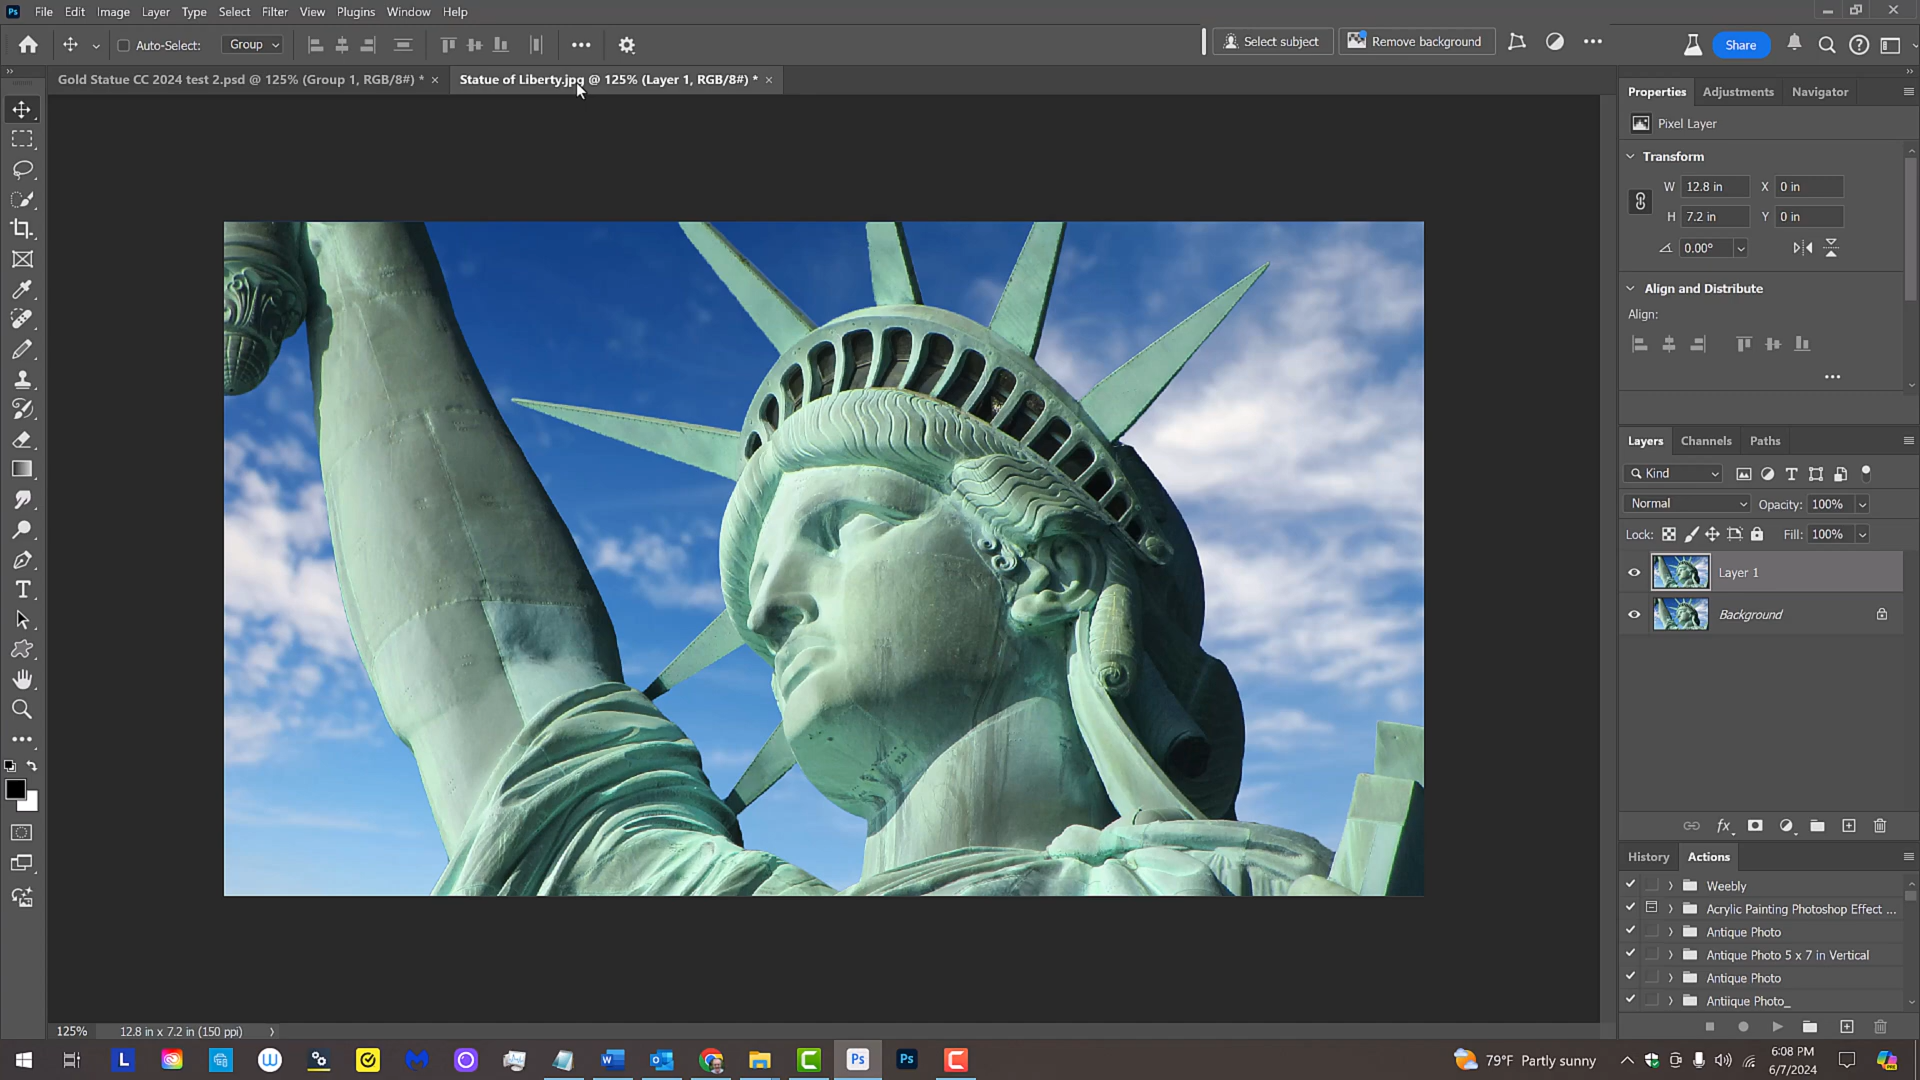 Ps File Edit Image Layer Type Select Filter View Plugins Window Help
Auto-Select: Group
Select subject Remove background Share
Gold Statue CC 2024 test 2.psd @ 125% (Group 1, RGB/8#) * × Statue of Liberty.jpg @ 125% (Layer 1, RGB/8#) * ×
Properties Adjustments Navigator
Pixel Layer
Transform
W 12.8 in X 0 in
H 7.2 in Y 0 in
0.00°
Align and Distribute
Align:
Layers Channels Paths
Kind
Normal Opacity: 100%
Lock: Fill: 100%
Layer 1
Background
fx
History Actions
Weebly
Acrylic Painting Photoshop Effect ...
Antique Photo
Antique Photo 5 x 7 in Vertical
Antique Photo
Antiique Photo_
125% 12.8 in x 7.2 in (150 ppi)
79°F Partly sunny
6:08 PM
6/7/2024